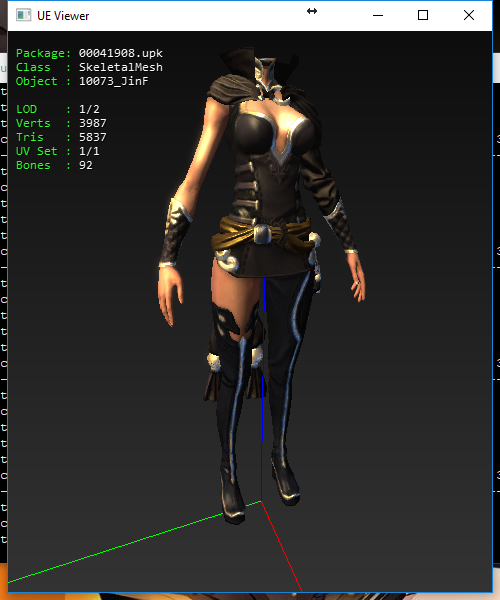 UE Viewer
Package: 00041908.upk
Class : SkeletalMesh
Object : 10073_JinF
LOD : 1/2
Verts : 3987
Tris : 5837
UV Set : 1/1
Bones : 92